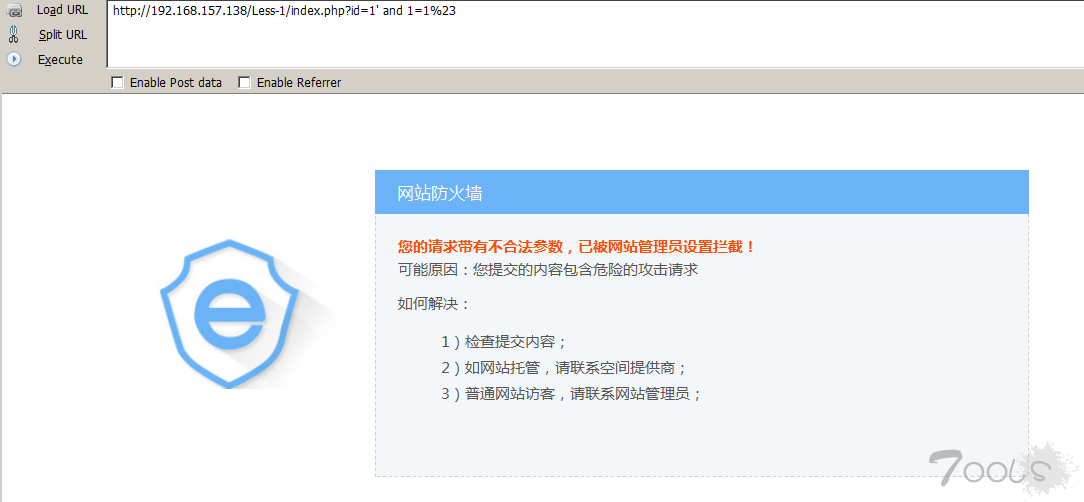 Load URL
http://192.168.157.138/Less-1/index.php?id=1' and 1=1%23
Split URL
Execute
Enable Post data Enable Referrer
网站防火墙
您的请求带有不合法参数，已被网站管理员设置拦截！
可能原因：您提交的内容包含危险的攻击请求
如何解决：
1）检查提交内容；
2）如网站托管，请联系空间提供商；
3）普通网站访客，请联系网站管理员；
7ools